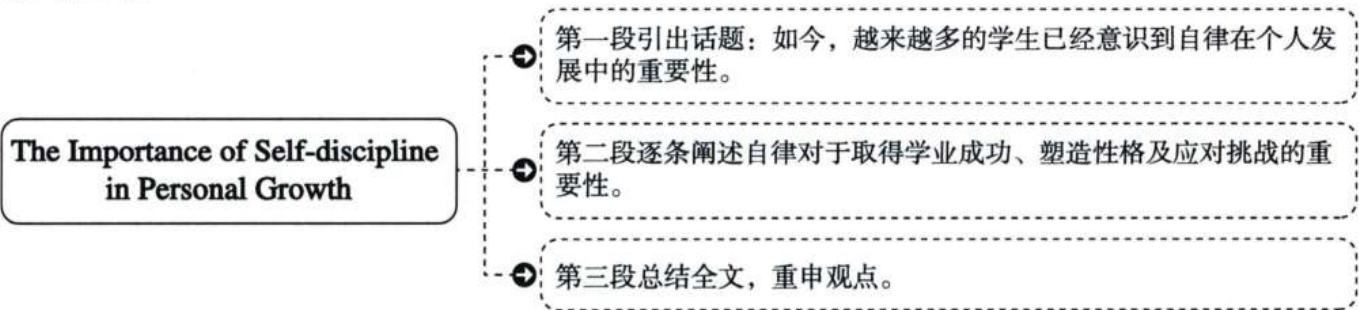 The Importance of Self-discipline
in Personal Growth
第一段引出话题：如今，越来越多的学生已经意识到自律在个人发
展中的重要性。
第二段逐条阐述自律对于取得学业成功、塑造性格及应对挑战的重
要性。
第三段总结全文，重申观点。